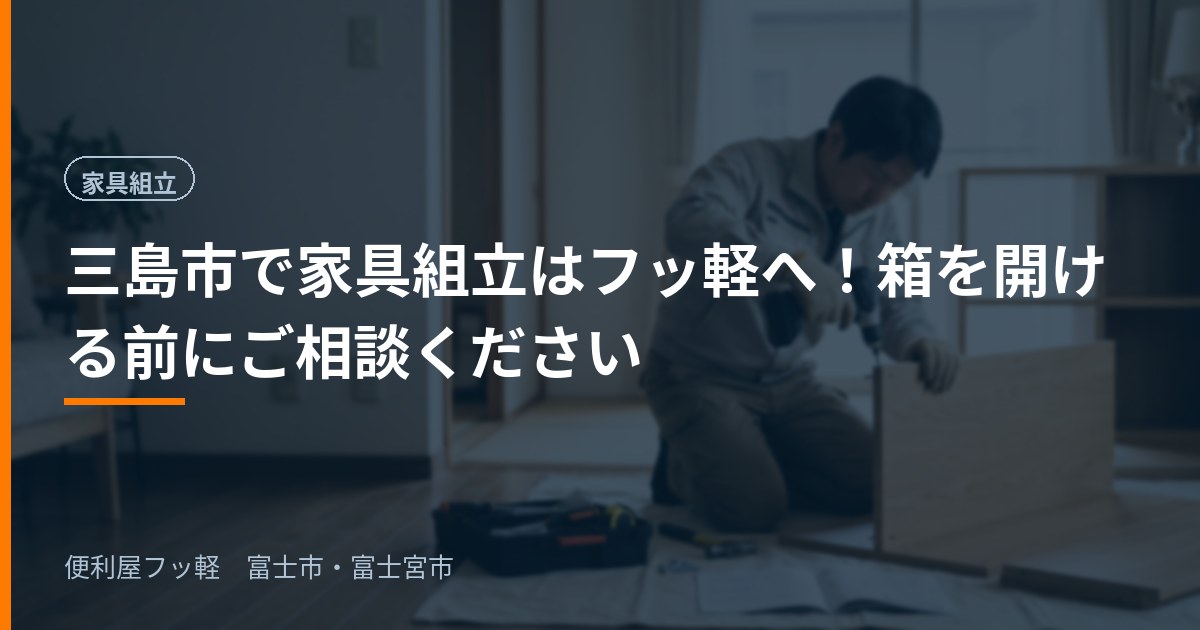 家具組立
三島市で家具組立はフッ軽へ！箱を開け
る前にご相談ください
便利屋フッ軽　富士市・富士宮市